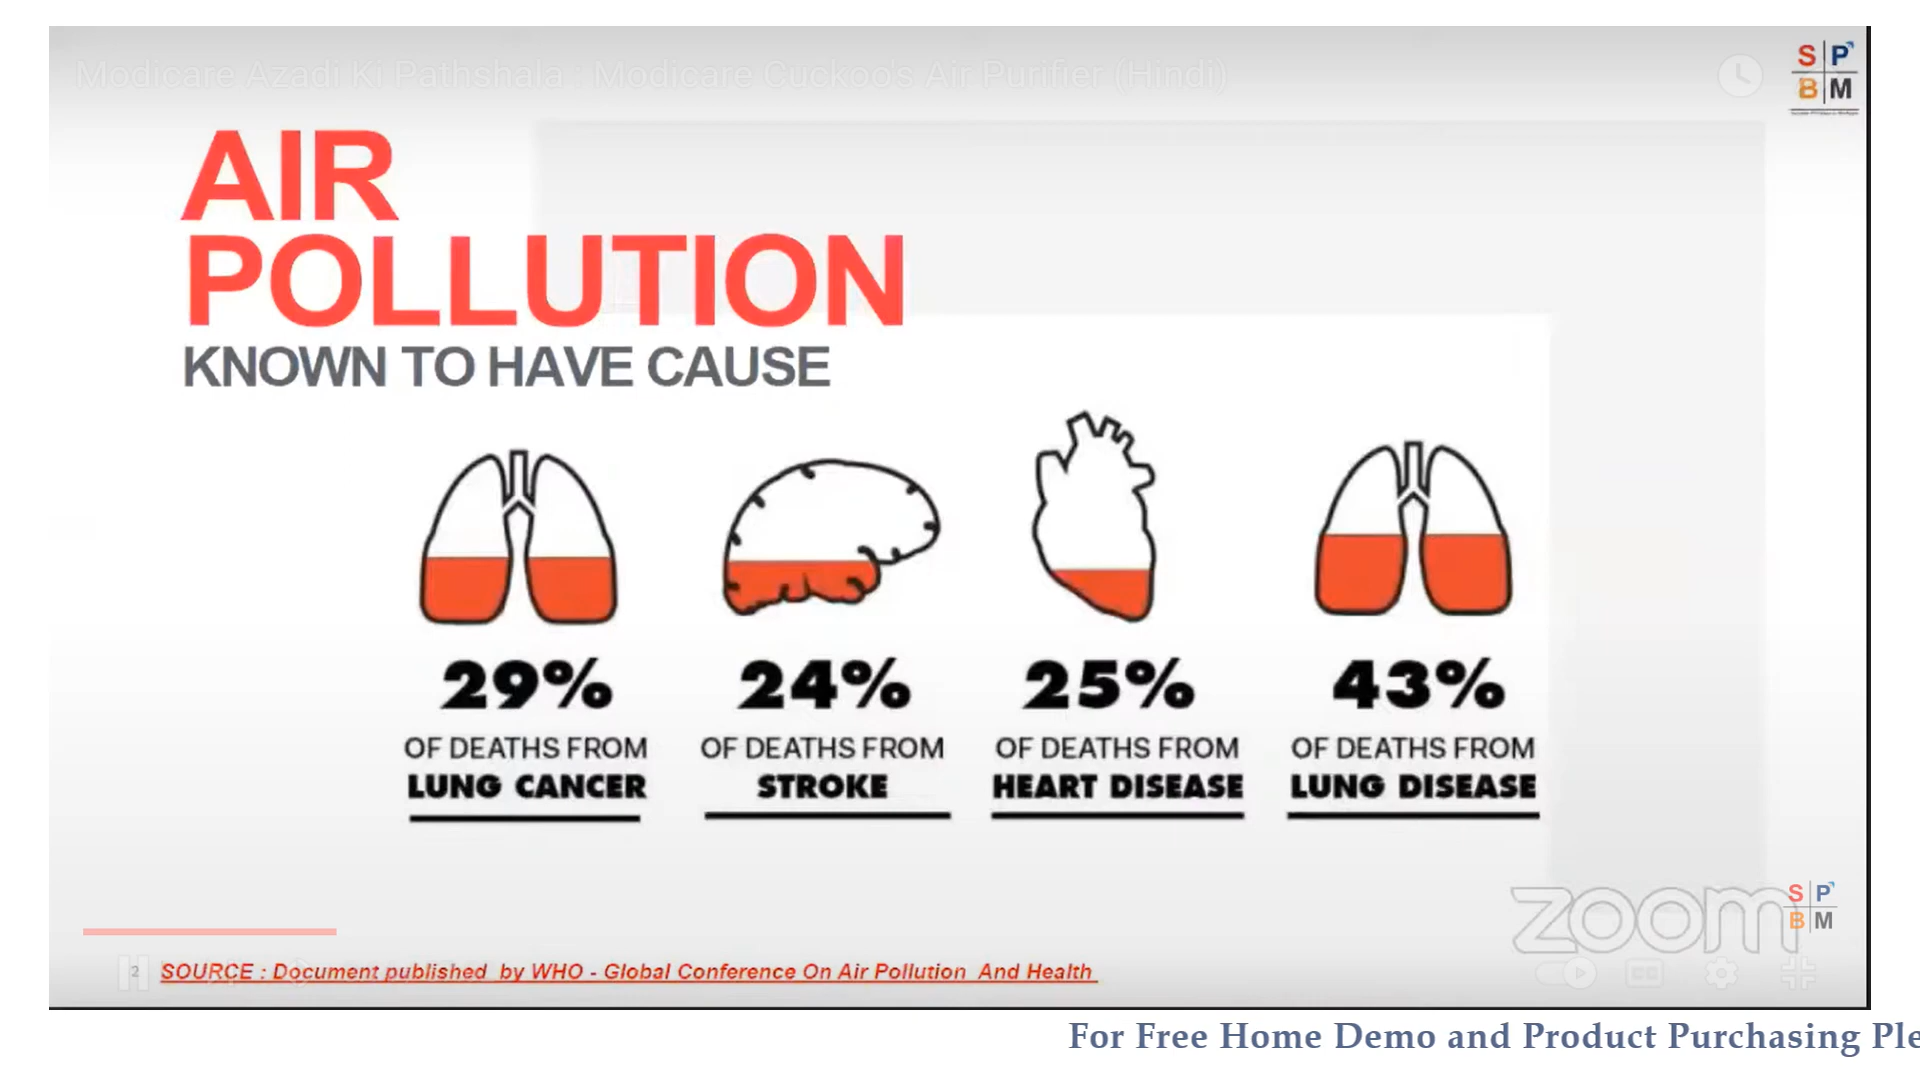 Modicare Azadi Ki Pathshala : Modicare Cuckoo's Air Purifier (Hindi)
S P
B M
AIR
POLLUTION
KNOWN TO HAVE CAUSE
29% 24% 25% 43%
OF DEATHS FROM OF DEATHS FROM OF DEATHS FROM OF DEATHS FROM
LUNG CANCER STROKE HEART DISEASE LUNG DISEASE
zoom
S P
B M
2 SOURCE : Document published by WHO - Global Conference On Air Pollution And Health
CC
For Free Home Demo and Product Purchasing Ple